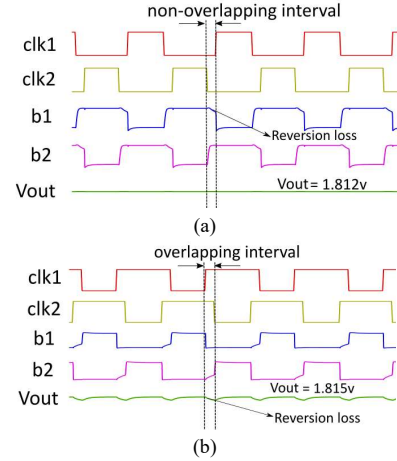 non-overlapping interval
clk1
clk2
b1
Reversion loss
b2
Vout
Vout = 1.812v
(a)
overlapping interval
clk1
clk2
b1
b2
Vout = 1.815v
Vout
Reversion loss
(b)